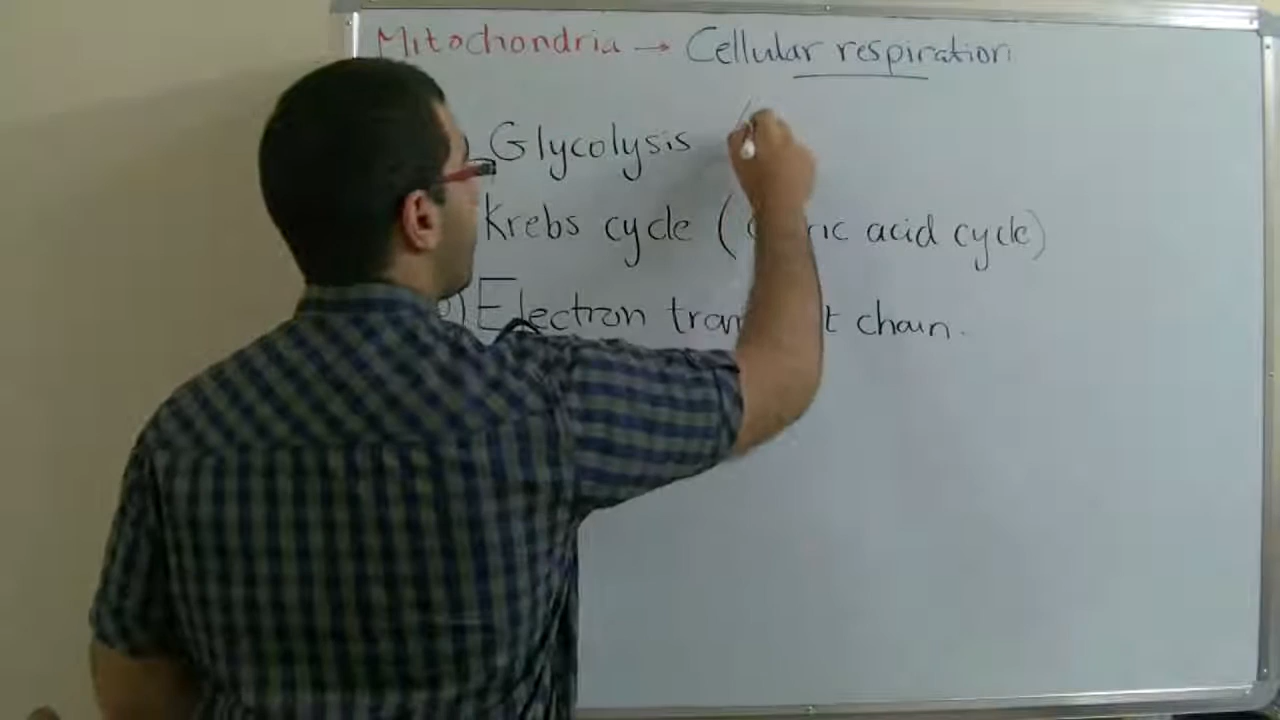 Mitochondria → Cellular respiration
) Glycolysis (
Krebs cycle ( acid cycle)
) Electron chain.